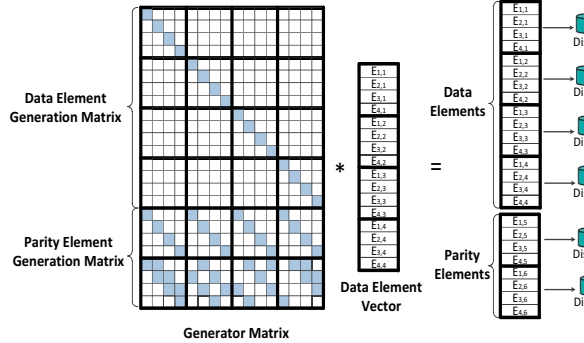 Data Element
Generation Matrix
Parity Element
Generation Matrix
Generator Matrix
*
E1,1
E2,1
E3,1
E4,1
E1,2
E2,2
E3,2
E4,2
E1,3
E2,3
E3,3
E4,3
E1,4
E2,4
E3,4
E4,4
Data Element
Vector
=
Data
Elements
E1,1
E2,1
E3,1
E4,1
E1,2
E2,2
E3,2
E4,2
E1,3
E2,3
E3,3
E4,3
E1,4
E2,4
E3,4
E4,4
Parity
Elements
E1,5
E2,5
E3,5
E4,5
E1,6
E2,6
E3,6
E4,6